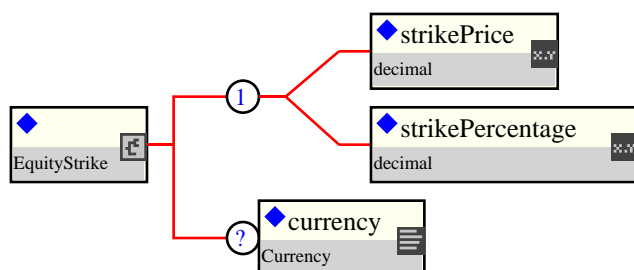 strikePrice
X.Y
decimal
1
strikePercentage
X.Y
decimal
EquityStrike
?
currency
Currency